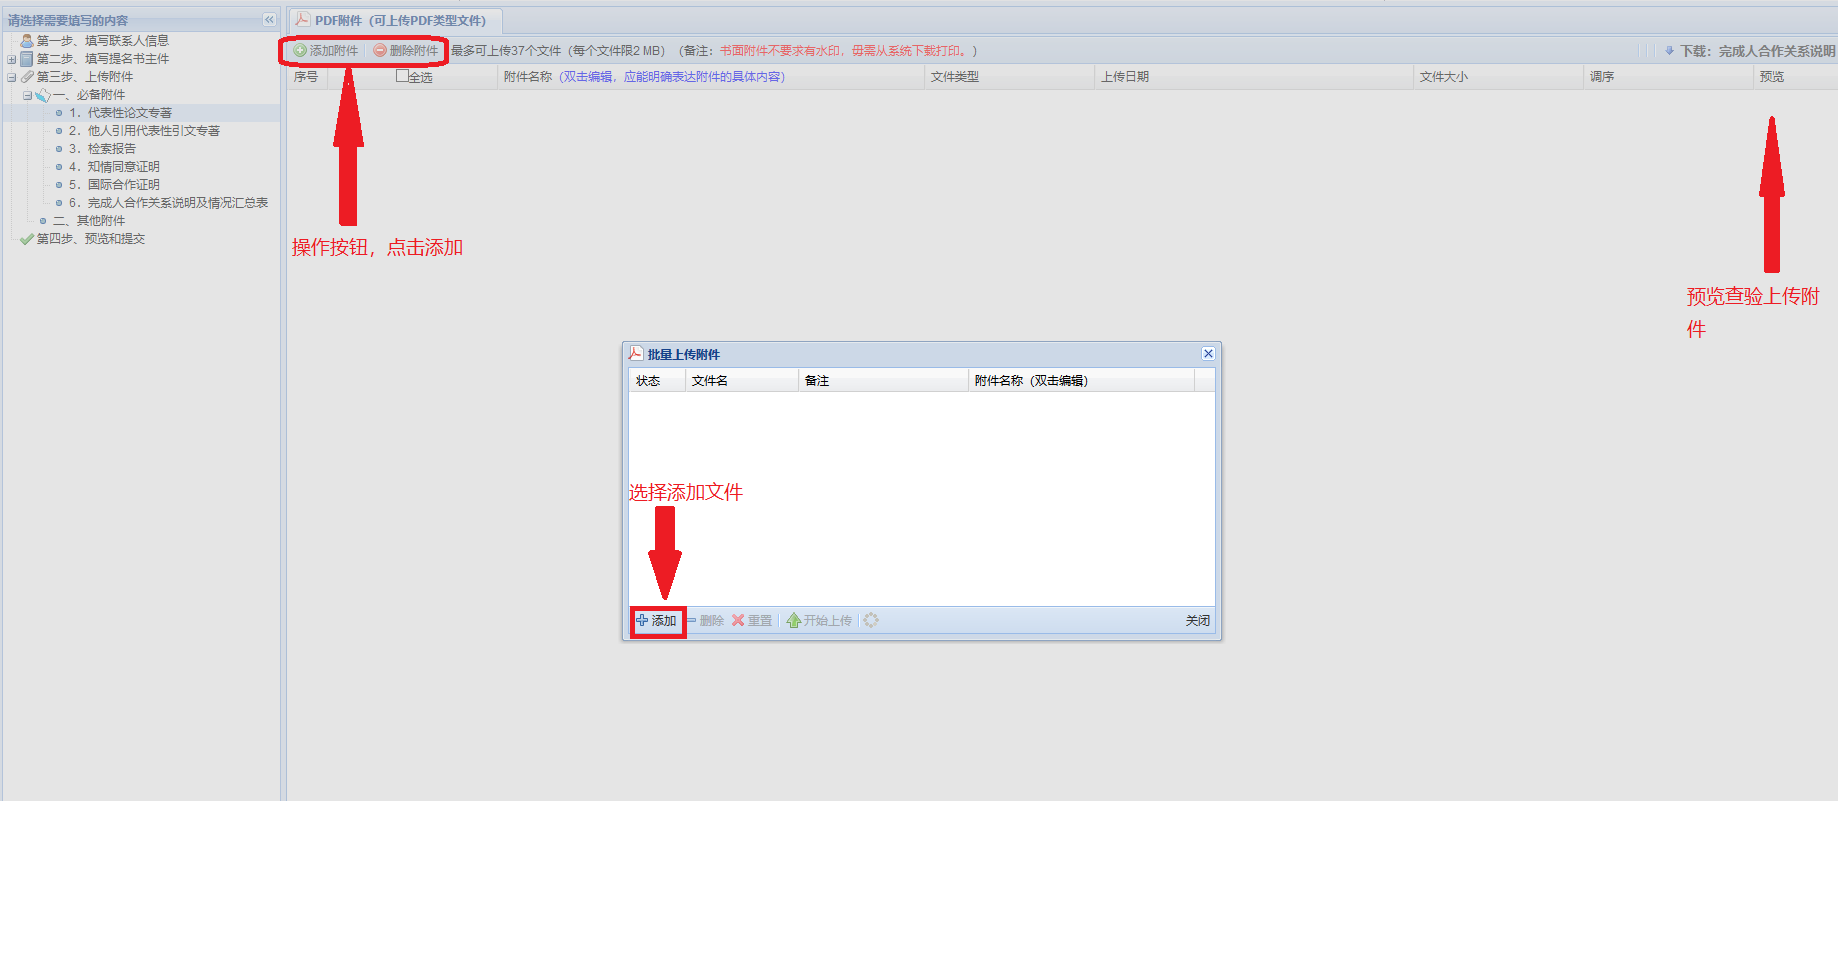 请选择需要填写的内容
第一步、填写联系人信息
第二步、填写提名书主件
第三步、上传附件
一、必备附件
1．代表性论文专著
2．他人引用代表性引文专著
3．检索报告
4．知情同意证明
5．国际合作证明
6．完成人合作关系说明及情况汇总表
二、其他附件
第四步、预览和提交
PDF附件（可上传PDF类型文件）
添加附件 删除附件 最多可上传37个文件（每个文件限2 MB）（备注：书面附件不要求有水印，毋需从系统下载打印。） 下载：完成人合作关系说明
序号 全选 附件名称（双击编辑，应能明确表达附件的具体内容） 文件类型 上传日期 文件大小 调序 预览
操作按钮，点击添加
预览查验上传附
件
批量上传附件
状态 文件名 备注 附件名称（双击编辑）
选择添加文件
添加 删除 重置 开始上传 关闭